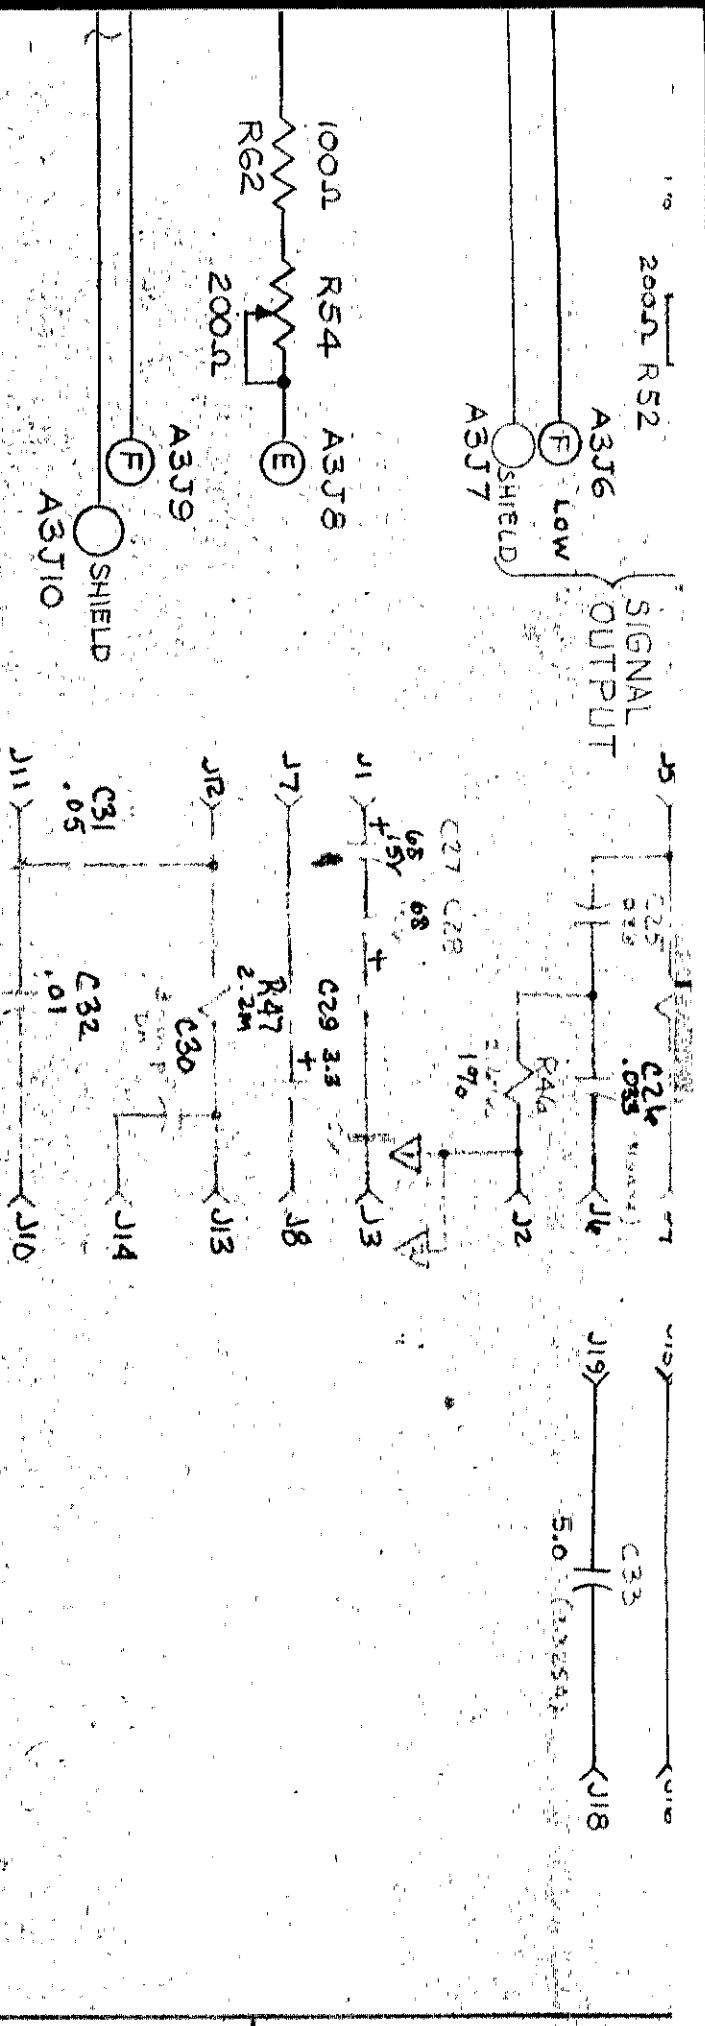 200Ω R52
A3J6
LOW
A3J7
SHIELD
SIGNAL
OUTPUT
100Ω
R62
R54
200Ω
A3J8
E
A3J9
F
F
A3J10
SHIELD
J5
C25
C26
.033
J6
R46
1%
J2
J1
+
68
15V
C27 C28
68
+
J3
J7
C29 3.3
+
R47
2.2M
J8
J12
C30
J13
J14
C31
.05
J11
C32
.01
J10
J19
C33
5.0
J18